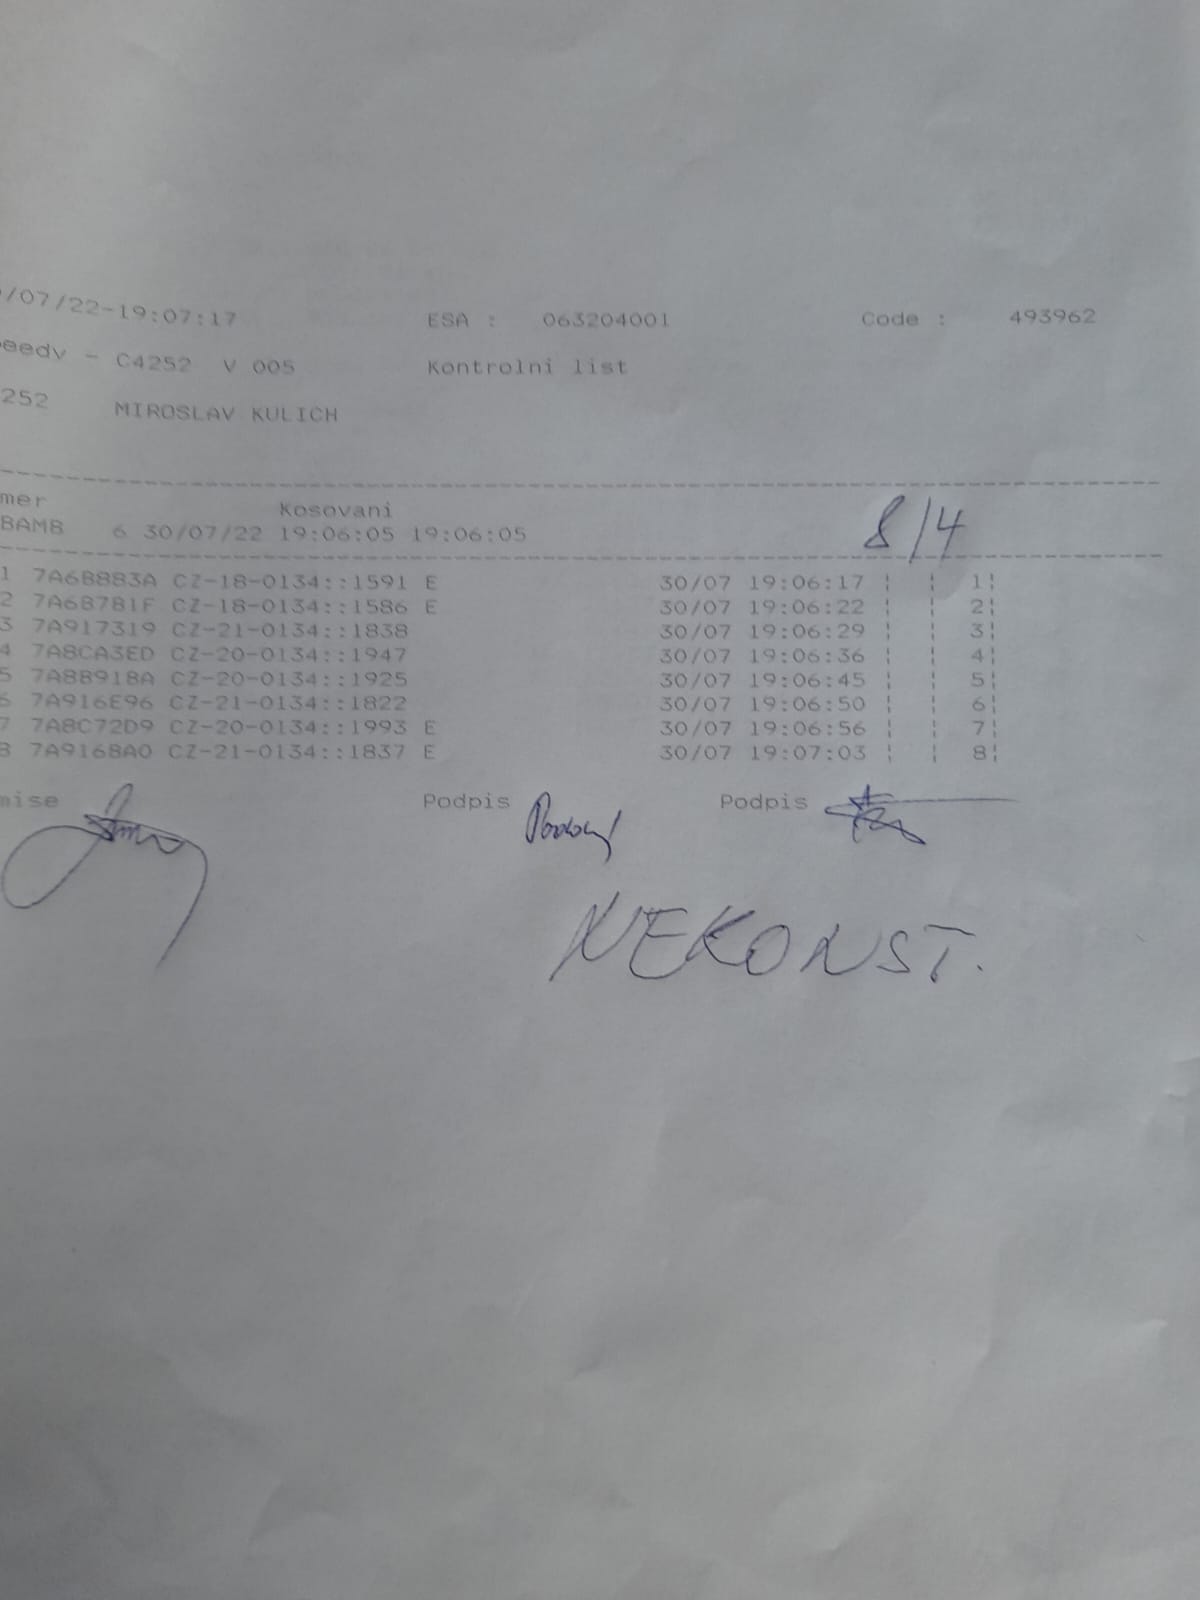 /07/22-19:07:17 ESA : 063204001 Code : 493962
eedv - C4252 V 005 Kontrolni list
252 MIROSLAV KULICH
mer Kosovani
BAMB 6 30/07/22 19:06:05 19:06:05 8/4
1 7A6B883A CZ-18-0134::1591 E 30/07 19:06:17 ¦ ¦ 1¦
2 7A6B781F CZ-18-0134::1586 E 30/07 19:06:22 ¦ ¦ 2¦
3 7A917319 CZ-21-0134::1838 30/07 19:06:29 ¦ ¦ 3¦
4 7A8CA3ED CZ-20-0134::1947 30/07 19:06:36 ¦ ¦ 4¦
5 7A8B918A CZ-20-0134::1925 30/07 19:06:45 ¦ ¦ 5¦
6 7A916E96 CZ-21-0134::1822 30/07 19:06:50 ¦ ¦ 6¦
7 7A8C72D9 CZ-20-0134::1993 E 30/07 19:06:56 ¦ ¦ 7¦
8 7A9168A0 CZ-21-0134::1837 E 30/07 19:07:03 ¦ ¦ 8¦
mise Podpis Podpis
NEKONST.